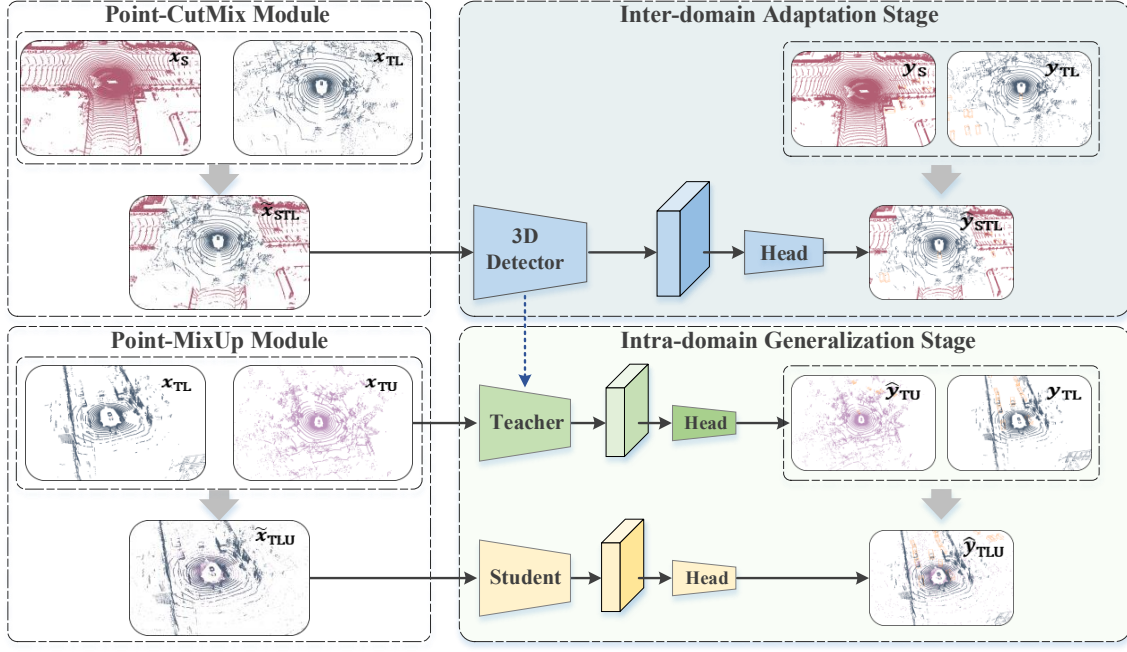 Point-CutMix Module
x_S
x_TL
x̃_STL
Inter-domain Adaptation Stage
y_S
y_TL
3D
Detector
Head
ỹ_STL
Point-MixUp Module
x_TL
x_TU
x̃_TLU
Intra-domain Generalization Stage
Teacher
Head
ŷ_TU
y_TL
Student
Head
ŷ_TLU